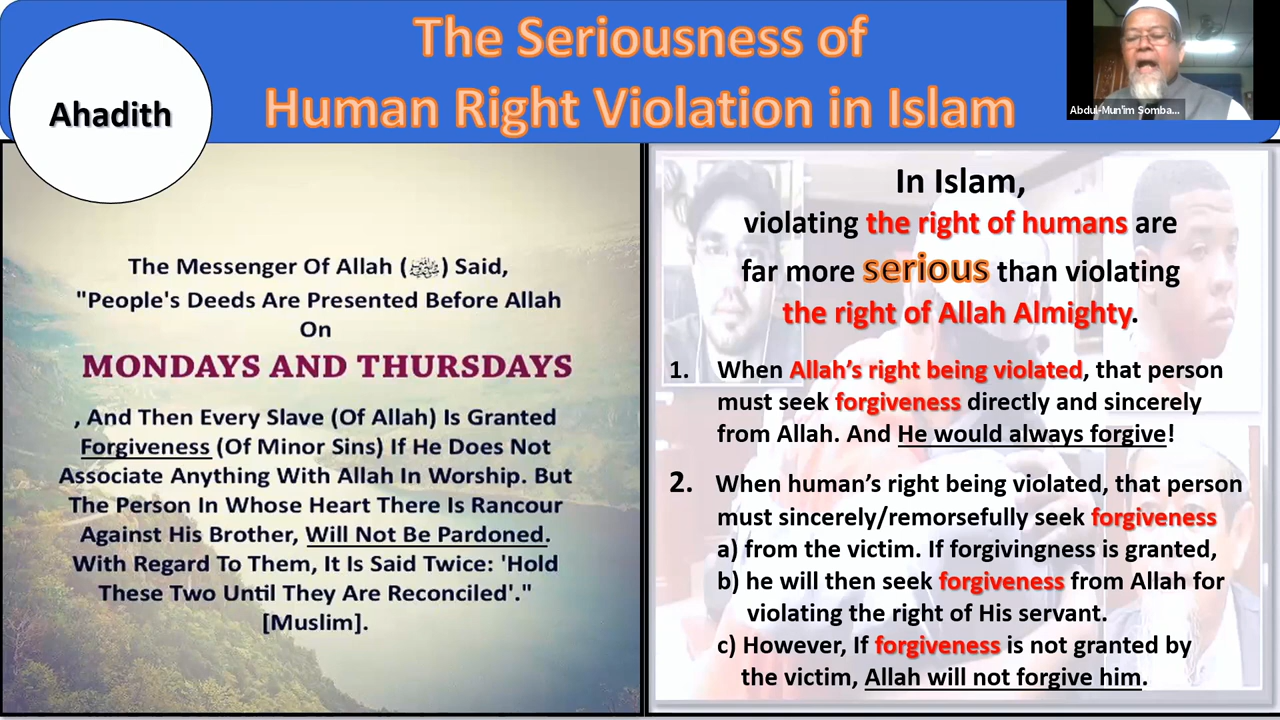 The Seriousness of
Human Right Violation in Islam
Ahadith
Abdul-Mun'im Somba...
The Messenger Of Allah (ﷺ) Said,
"People's Deeds Are Presented Before Allah
On
MONDAYS AND THURSDAYS
, And Then Every Slave (Of Allah) Is Granted
Forgiveness (Of Minor Sins) If He Does Not
Associate Anything With Allah In Worship. But
The Person In Whose Heart There Is Rancour
Against His Brother, Will Not Be Pardoned.
With Regard To Them, It Is Said Twice: 'Hold
These Two Until They Are Reconciled'."
[Muslim].
In Islam,
violating the right of humans are
far more serious than violating
the right of Allah Almighty.
1. When Allah's right being violated, that person
must seek forgiveness directly and sincerely
from Allah. And He would always forgive!
2. When human's right being violated, that person
must sincerely/remorsefully seek forgiveness
a) from the victim. If forgivingness is granted,
b) he will then seek forgiveness from Allah for
violating the right of His servant.
c) However, If forgiveness is not granted by
the victim, Allah will not forgive him.